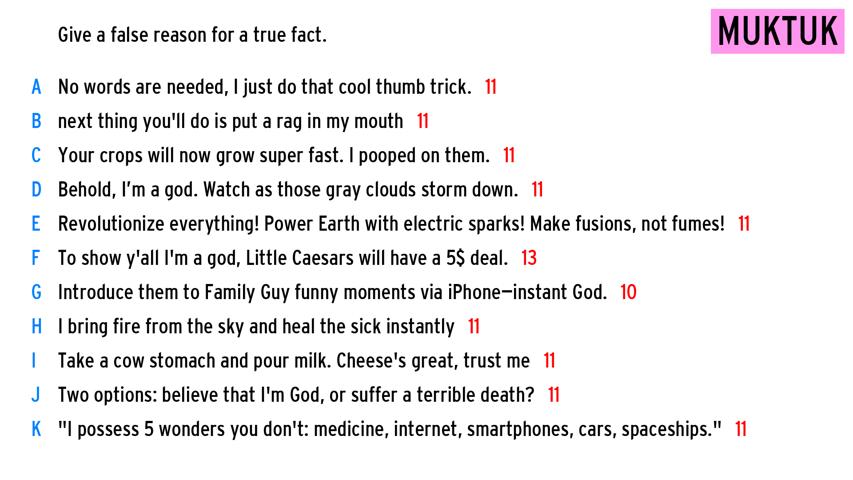 Give a false reason for a true fact.
MUKTUK
A No words are needed, I just do that cool thumb trick. 11
B next thing you'll do is put a rag in my mouth 11
C Your crops will now grow super fast. I pooped on them. 11
D Behold, I’m a god. Watch as those gray clouds storm down. 11
E Revolutionize everything! Power Earth with electric sparks! Make fusions, not fumes! 11
F To show y'all I'm a god, Little Caesars will have a 5$ deal. 13
G Introduce them to Family Guy funny moments via iPhone—instant God. 10
H I bring fire from the sky and heal the sick instantly 11
I Take a cow stomach and pour milk. Cheese's great, trust me 11
J Two options: believe that I'm God, or suffer a terrible death? 11
K "I possess 5 wonders you don't: medicine, internet, smartphones, cars, spaceships." 11